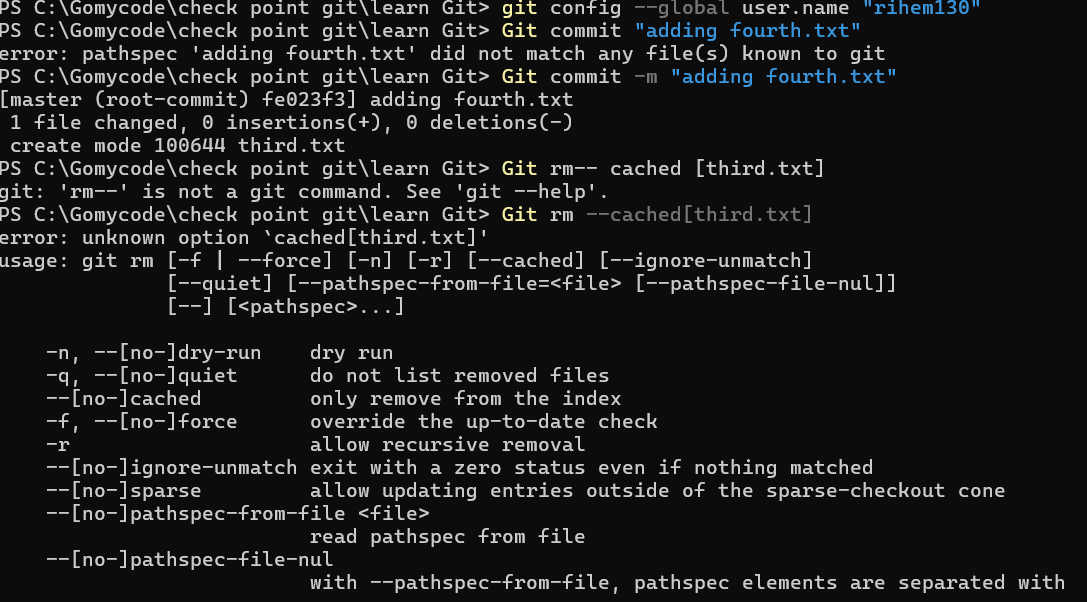 PS C:\Gomycode\check point git\learn Git> git config --global user.name "rihem130"
PS C:\Gomycode\check point git\learn Git> Git commit "adding fourth.txt"
error: pathspec 'adding fourth.txt' did not match any file(s) known to git
PS C:\Gomycode\check point git\learn Git> Git commit -m "adding fourth.txt"
[master (root-commit) fe023f3] adding fourth.txt
 1 file changed, 0 insertions(+), 0 deletions(-)
 create mode 100644 third.txt
PS C:\Gomycode\check point git\learn Git> Git rm-- cached [third.txt]
git: 'rm--' is not a git command. See 'git --help'.
PS C:\Gomycode\check point git\learn Git> Git rm --cached[third.txt]
error: unknown option `cached[third.txt]'
usage: git rm [-f | --force] [-n] [-r] [--cached] [--ignore-unmatch]
              [--quiet] [--pathspec-from-file=<file> [--pathspec-file-nul]]
              [--] [<pathspec>...]

    -n, --[no-]dry-run    dry run
    -q, --[no-]quiet      do not list removed files
    --[no-]cached         only remove from the index
    -f, --[no-]force      override the up-to-date check
    -r                    allow recursive removal
    --[no-]ignore-unmatch exit with a zero status even if nothing matched
    --[no-]sparse         allow updating entries outside of the sparse-checkout cone
    --[no-]pathspec-from-file <file>
                          read pathspec from file
    --[no-]pathspec-file-nul
                          with --pathspec-from-file, pathspec elements are separated with